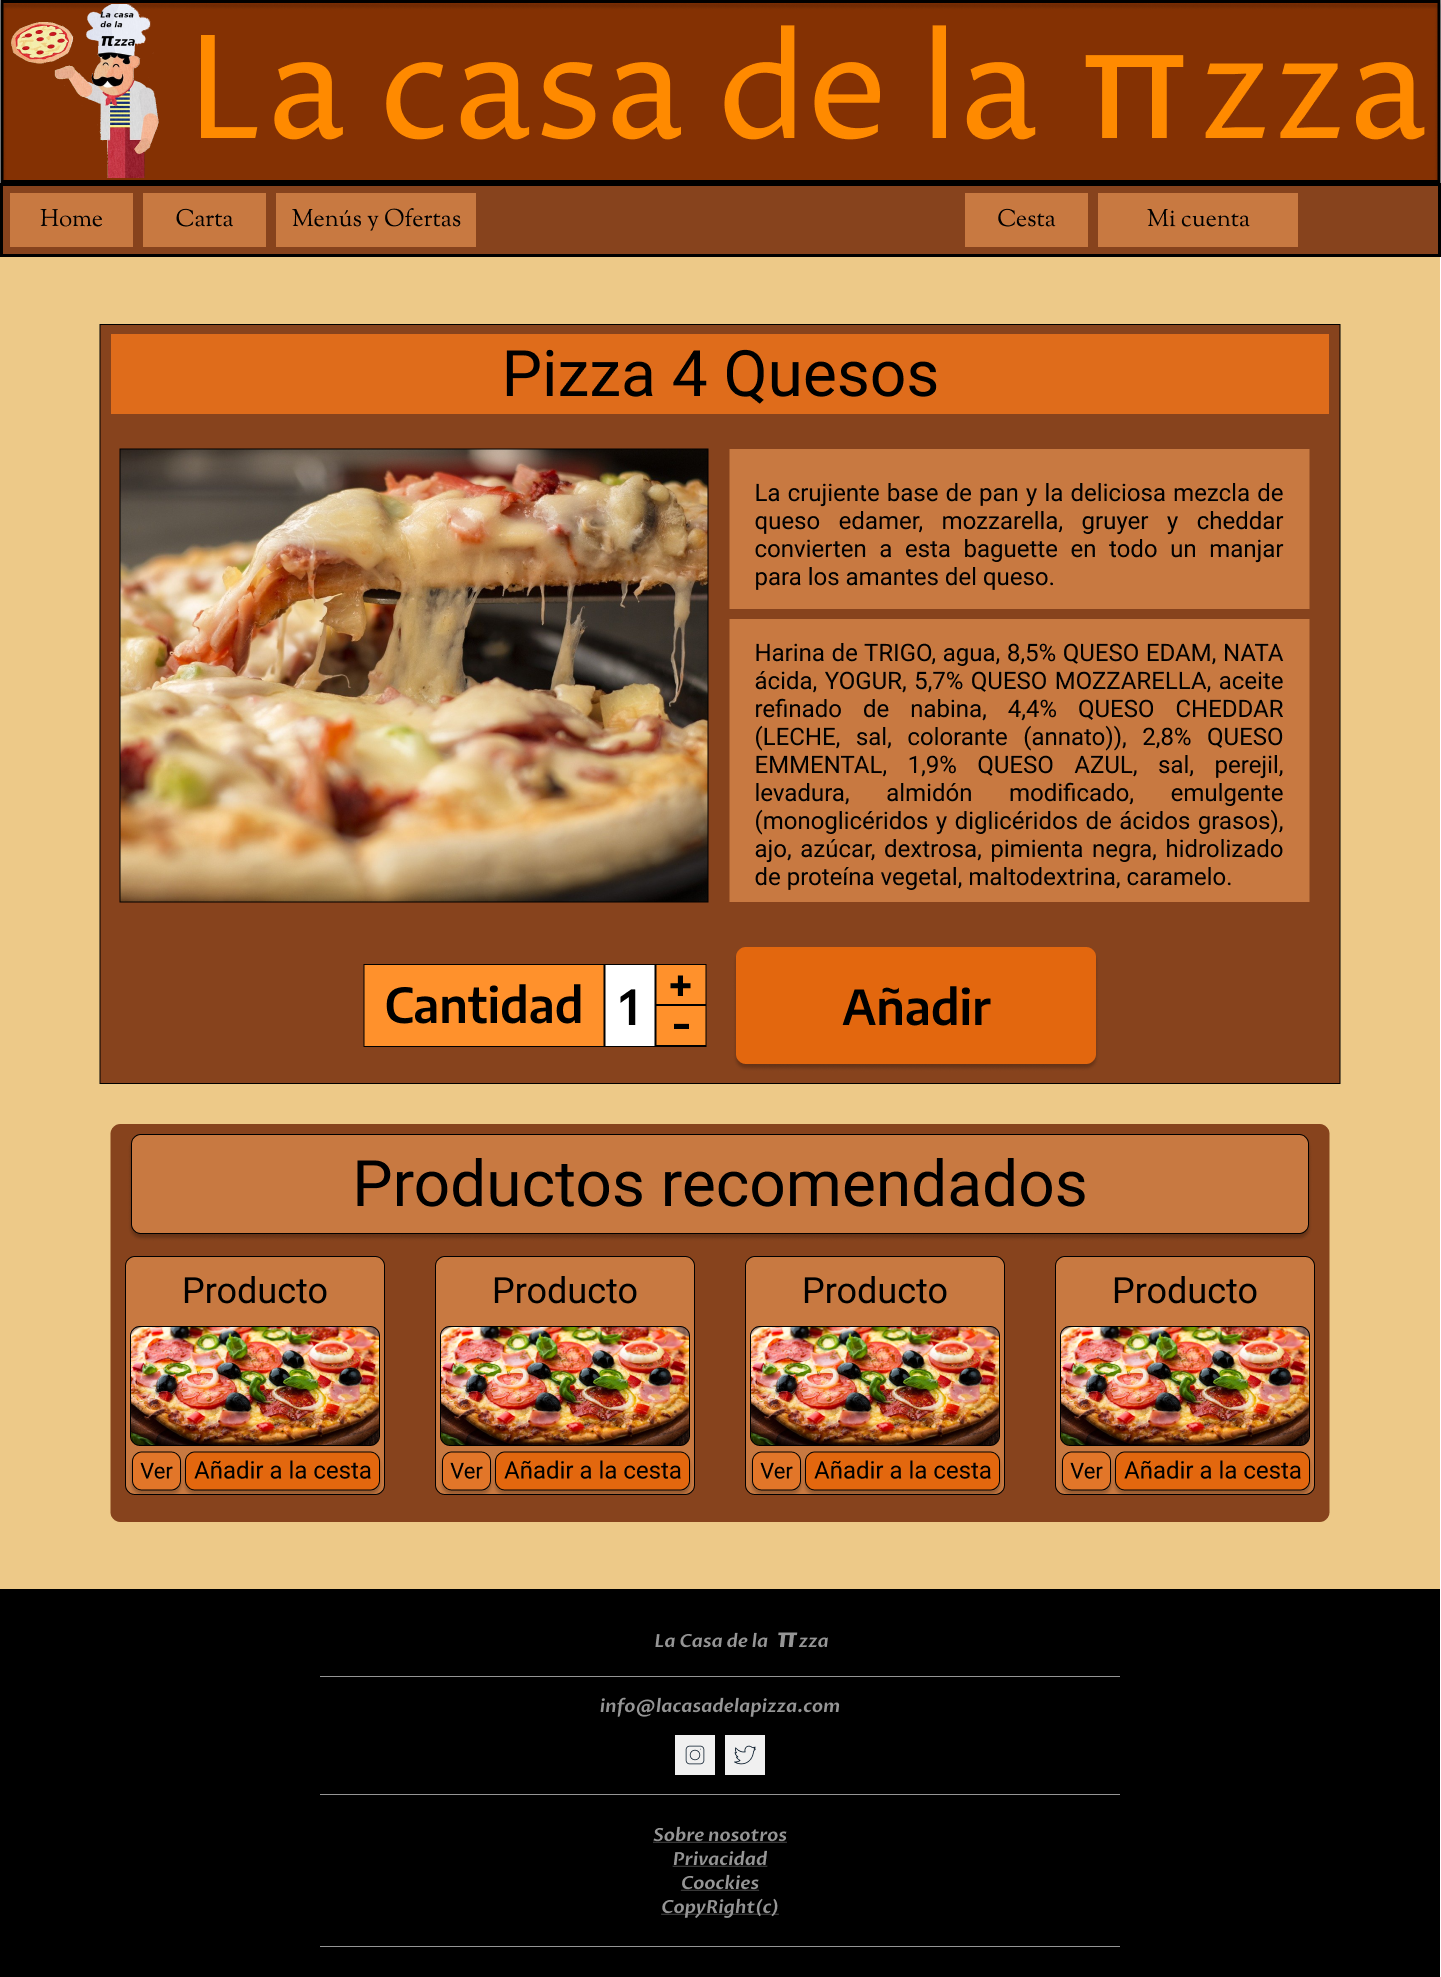 La casa
de la
πzza
La casa de la πzza
Home
Carta
Menús y Ofertas
Cesta
Mi cuenta
Pizza 4 Quesos
La crujiente base de pan y la deliciosa mezcla de
queso edamer, mozzarella, gruyer y cheddar
convierten a esta baguette en todo un manjar
para los amantes del queso.
Harina de TRIGO, agua, 8,5% QUESO EDAM, NATA
ácida, YOGUR, 5,7% QUESO MOZZARELLA, aceite
refinado de nabina, 4,4% QUESO CHEDDAR
(LECHE, sal, colorante (annato)), 2,8% QUESO
EMMENTAL, 1,9% QUESO AZUL, sal, perejil,
levadura, almidón modificado, emulgente
(monoglicéridos y diglicéridos de ácidos grasos),
ajo, azúcar, dextrosa, pimienta negra, hidrolizado
de proteína vegetal, maltodextrina, caramelo.
Cantidad
1
+
-
Añadir
Productos recomendados
Producto
Producto
Producto
Producto
Ver
Añadir a la cesta
Ver
Añadir a la cesta
Ver
Añadir a la cesta
Ver
Añadir a la cesta
La Casa de la πzza
info@lacasadelapizza.com
Sobre nosotros
Privacidad
Coockies
CopyRight(c)